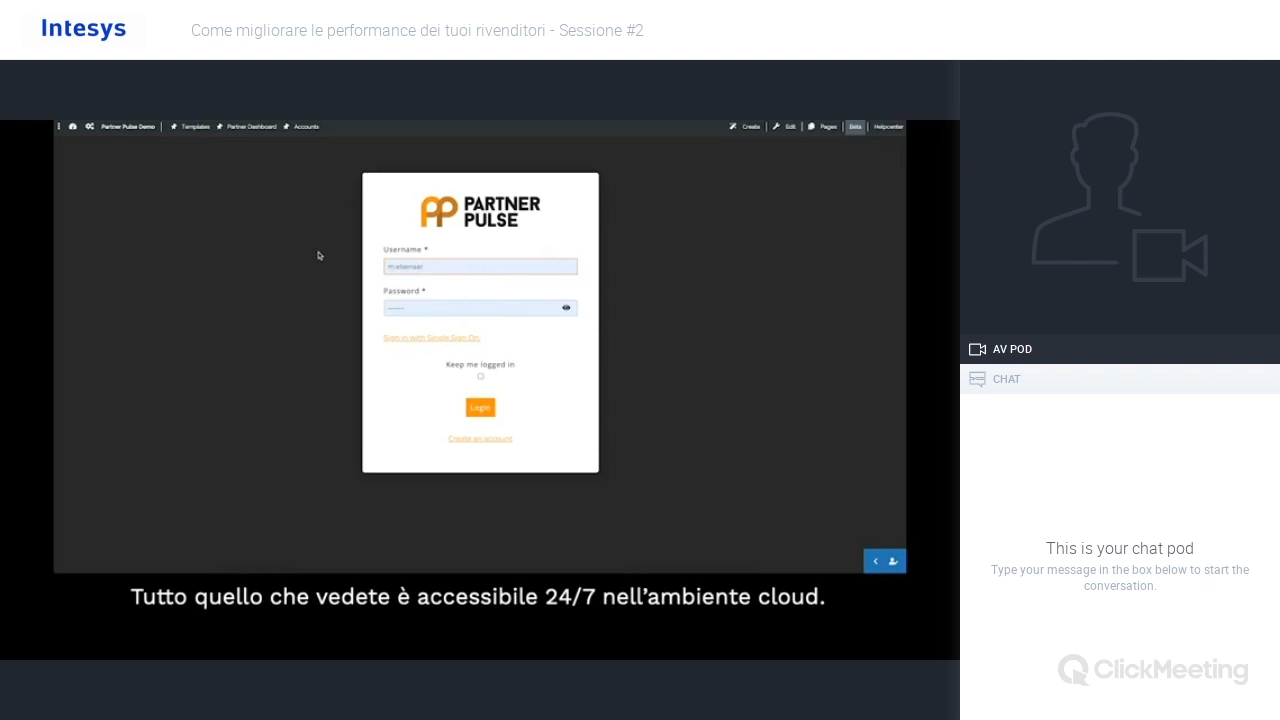 Intesys
Come migliorare le performance dei tuoi rivenditori - Sessione #2
Partner Pulse Demo
Templates
Partner Dashboard
Accounts
Create
Edit
Pages
Beta
Helpcenter
PARTNER
PULSE
Username *
Password *
Sign in with Single Sign On.
Keep me logged in
Login
Create an account
Tutto quello che vedete è accessibile 24/7 nell'ambiente cloud.
AV POD
CHAT
This is your chat pod
Type your message in the box below to start the
conversation.
ClickMeeting